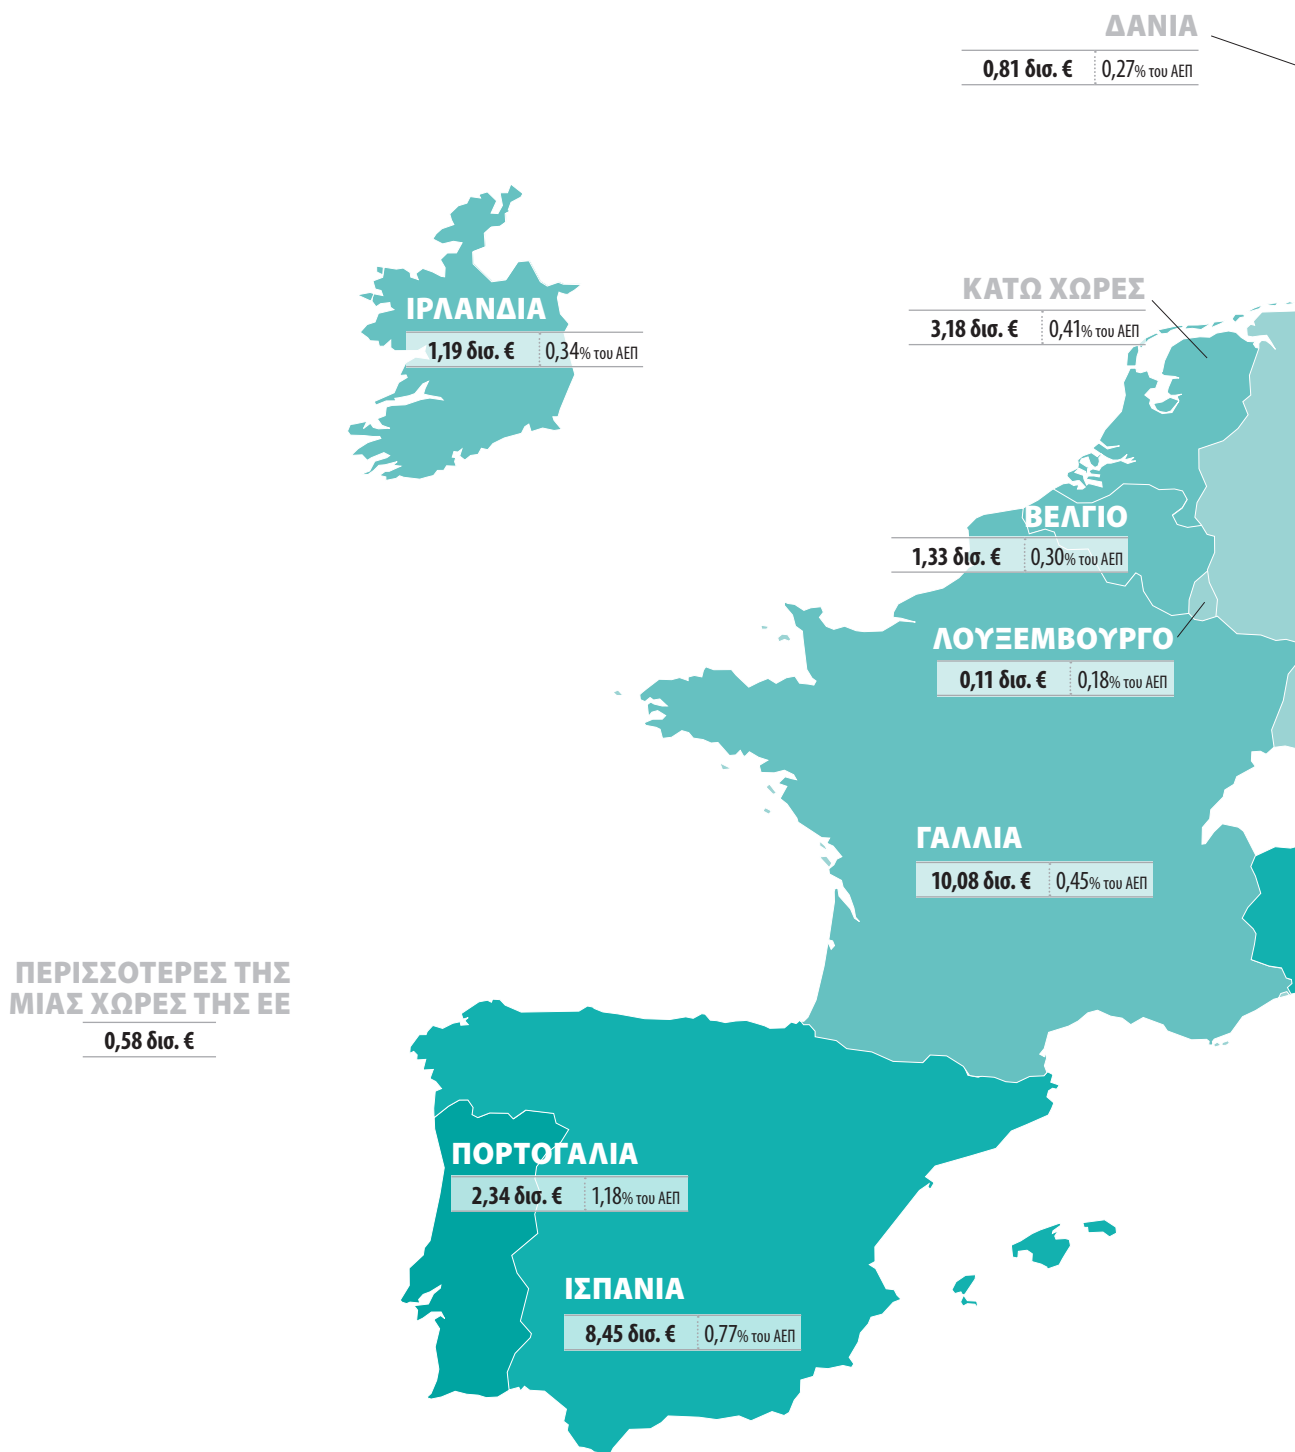 ΔΑΝΙΑ
0,81 δισ. € 0,27% του ΑΕΠ
ΚΑΤΩ ΧΩΡΕΣ
3,18 δισ. € 0,41% του ΑΕΠ
ΙΡΛΑΝΔΙΑ
1,19 δισ. € 0,34% του ΑΕΠ
ΒΕΛΓΙΟ
1,33 δισ. € 0,30% του ΑΕΠ
ΛΟΥΞΕΜΒΟΥΡΓΟ
0,11 δισ. € 0,18% του ΑΕΠ
ΓΑΛΛΙΑ
10,08 δισ. € 0,45% του ΑΕΠ
ΠΕΡΙΣΣΟΤΕΡΕΣ ΤΗΣ
ΜΙΑΣ ΧΩΡΕΣ ΤΗΣ ΕΕ
0,58 δισ. €
ΠΟΡΤΟΓΑΛΙΑ
2,34 δισ. € 1,18% του ΑΕΠ
ΙΣΠΑΝΙΑ
8,45 δισ. € 0,77% του ΑΕΠ